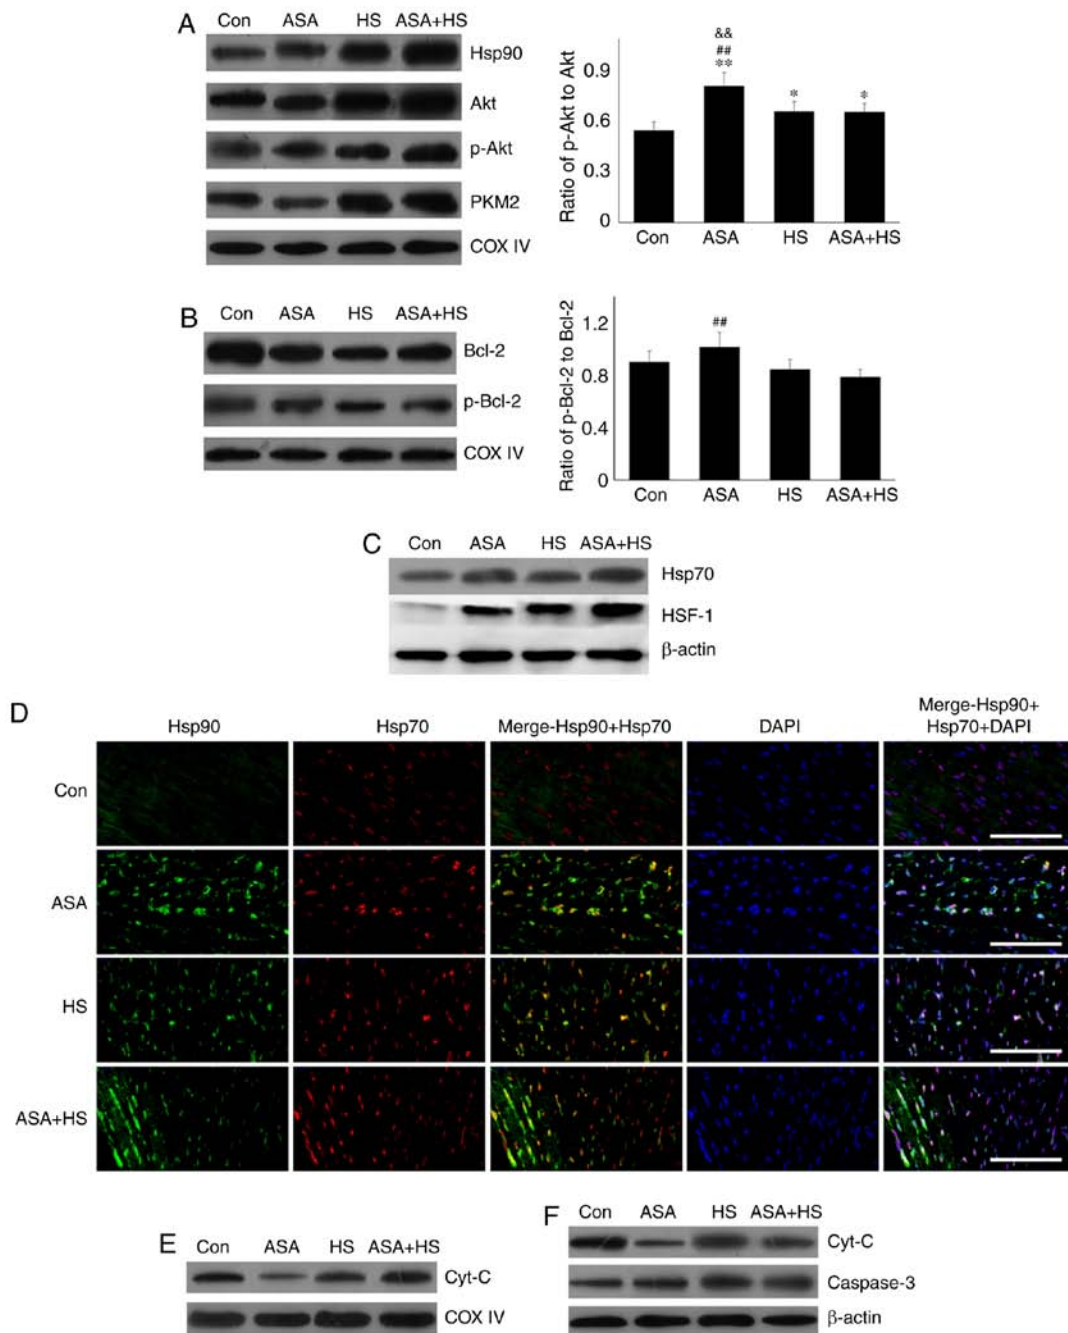 A
Con ASA HS ASA+HS
Hsp90
Akt
p-Akt
PKM2
COX IV
Ratio of p-Akt to Akt
0.9
0.6
0.3
0
&&
##
**
*
*
Con ASA HS ASA+HS
B
Con ASA HS ASA+HS
Bcl-2
p-Bcl-2
COX IV
Ratio of p-Bcl-2 to Bcl-2
1.2
0.8
0.4
0
##
Con ASA HS ASA+HS
C
Con ASA HS ASA+HS
Hsp70
HSF-1
β-actin
D
Hsp90 Hsp70 Merge-Hsp90+Hsp70 DAPI
Merge-Hsp90+
Hsp70+DAPI
Con
ASA
HS
ASA+HS
E
Con ASA HS ASA+HS
Cyt-C
COX IV
F
Con ASA HS ASA+HS
Cyt-C
Caspase-3
β-actin